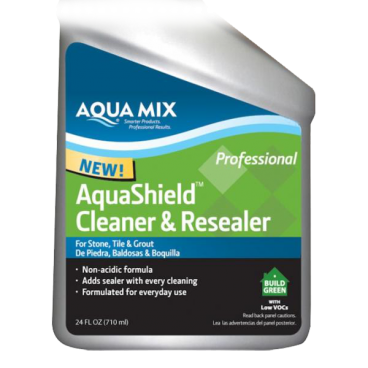 AQUA MIX®
Smarter Products.
Professional Results.
NEW!
Professional
AquaShield™
Cleaner & Resealer
For Stone, Tile & Grout
De Piedra, Baldosas & Boquilla
• Non-acidic formula
• Adds sealer with every cleaning
• Formulated for everyday use
BUILD
GREEN
WITH
Low VOCs
Read back panel cautions.
24 FL OZ (710 ml)
Lea las advertencias del panel posterior.